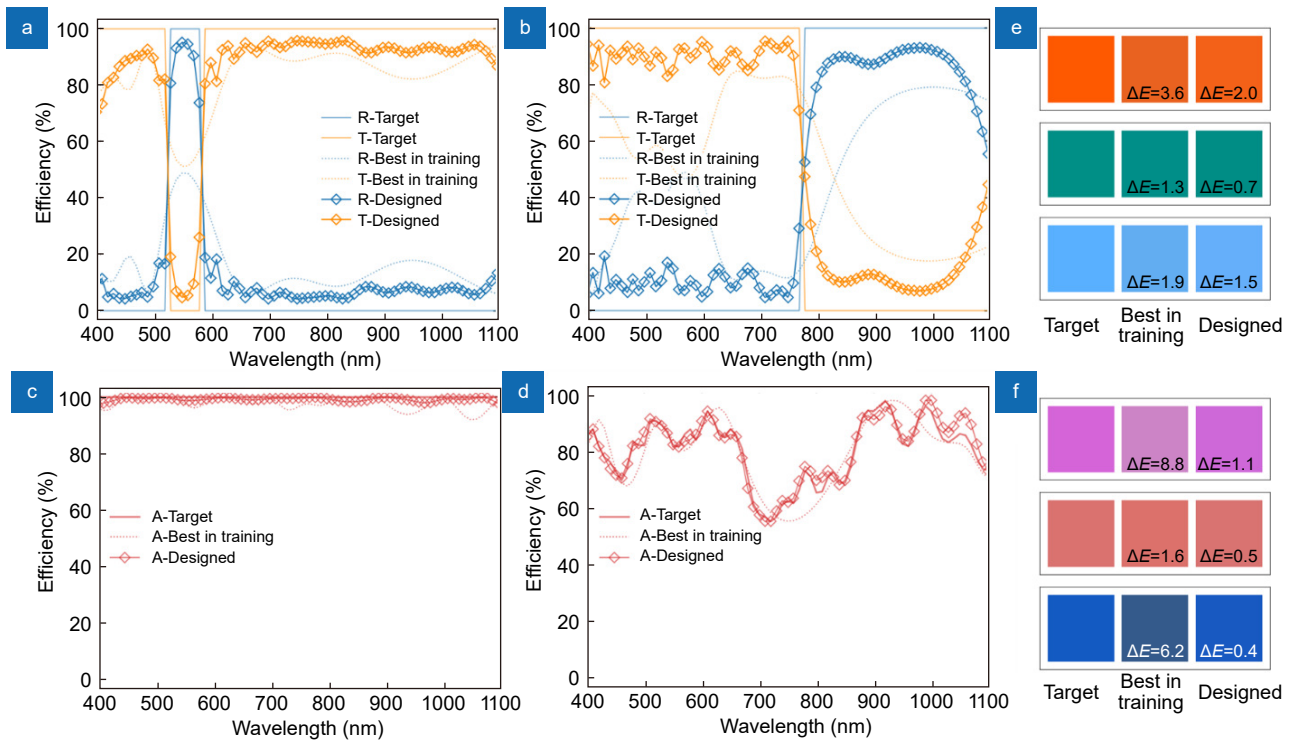 a
100
80
60
40
20
0
Efficiency (%)
R-Target
T-Target
R-Best in training
T-Best in training
R-Designed
T-Designed
400 500 600 700 800 900 1000 1100
Wavelength (nm)
b
100
80
60
40
20
0
Efficiency (%)
R-Target
T-Target
R-Best in training
T-Best in training
R-Designed
T-Designed
400 500 600 700 800 900 1000 1100
Wavelength (nm)
e
ΔE=3.6 ΔE=2.0
ΔE=1.3 ΔE=0.7
ΔE=1.9 ΔE=1.5
Target Best in training Designed
c
100
80
60
40
20
0
Efficiency (%)
A-Target
A-Best in training
A-Designed
400 500 600 700 800 900 1000 1100
Wavelength (nm)
d
100
80
60
40
20
0
Efficiency (%)
A-Target
A-Best in training
A-Designed
400 500 600 700 800 900 1000 1100
Wavelength (nm)
f
ΔE=8.8 ΔE=1.1
ΔE=1.6 ΔE=0.5
ΔE=6.2 ΔE=0.4
Target Best in training Designed